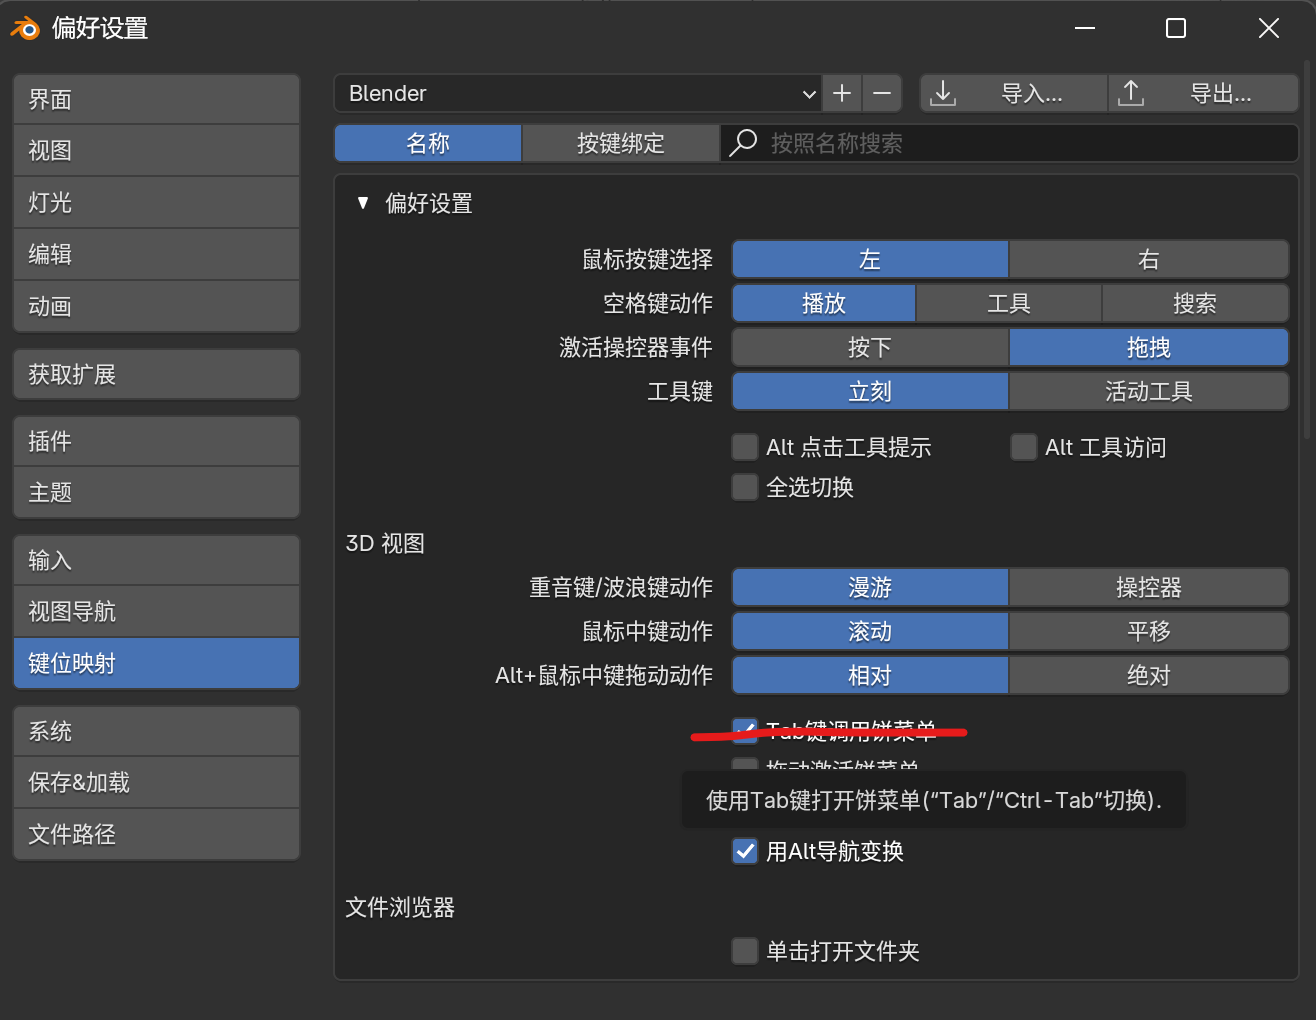 偏好设置
界面
视图
灯光
编辑
动画
获取扩展
插件
主题
输入
视图导航
键位映射
系统
保存&加载
文件路径
Blender
导入...
导出...
名称
按键绑定
按照名称搜索
偏好设置
鼠标按键选择 左 右
空格键动作 播放 工具 搜索
激活操控器事件 按下 拖拽
工具键 立刻 活动工具
Alt 点击工具提示 Alt 工具访问
全选切换
3D 视图
重音键/波浪键动作 漫游 操控器
鼠标中键动作 滚动 平移
Alt+鼠标中键拖动动作 相对 绝对
Tab键调用饼菜单
拖动激活饼菜单
使用Tab键打开饼菜单(“Tab”/“Ctrl-Tab”切换).
用Alt导航变换
文件浏览器
单击打开文件夹